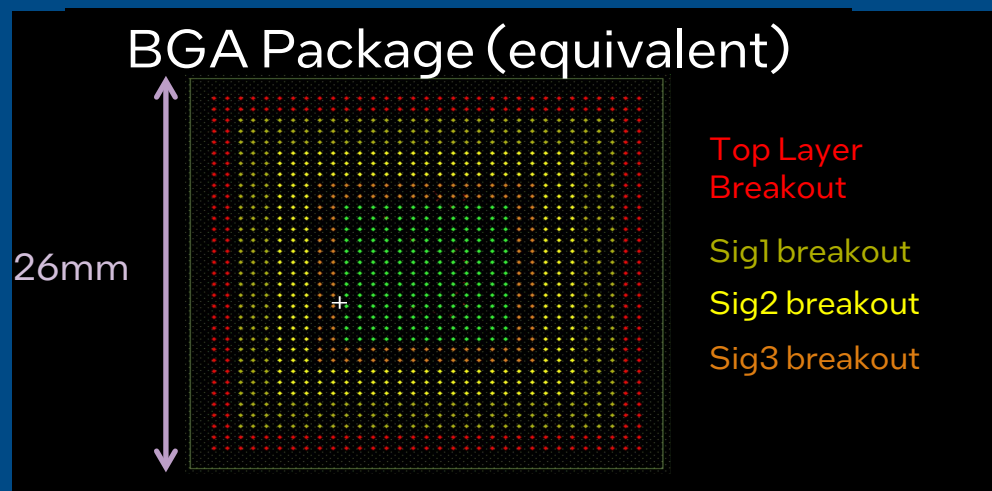 BGA Package (equivalent)
Top Layer
Breakout
Sig1 breakout
26mm
Sig2 breakout
Sig3 breakout